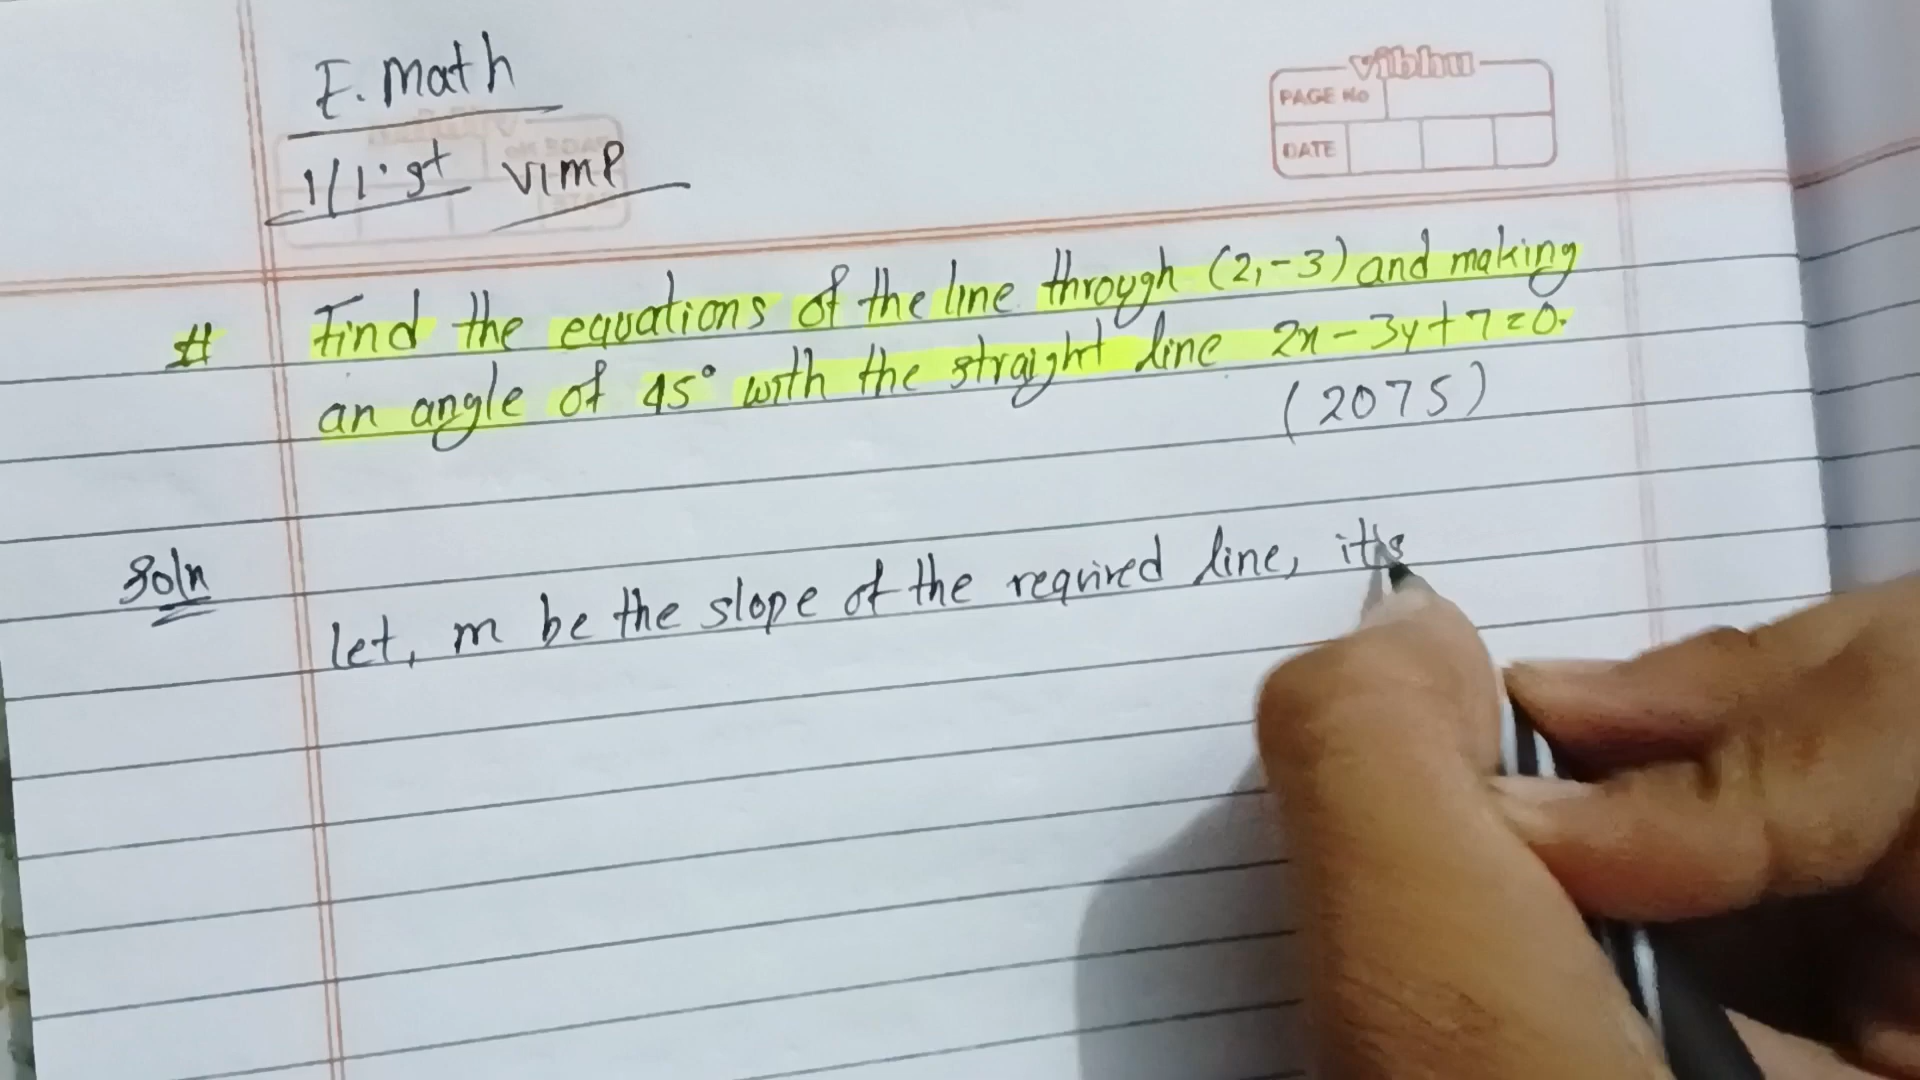 E. Math
1/1.st VIMP
vibhu
PAGE No
DATE
# Find the equations of the line through (2,-3) and making
an angle of 45° with the straight line 2x-3y+7=0.
(2075)
Soln
let, m be the slope of the required line, it's